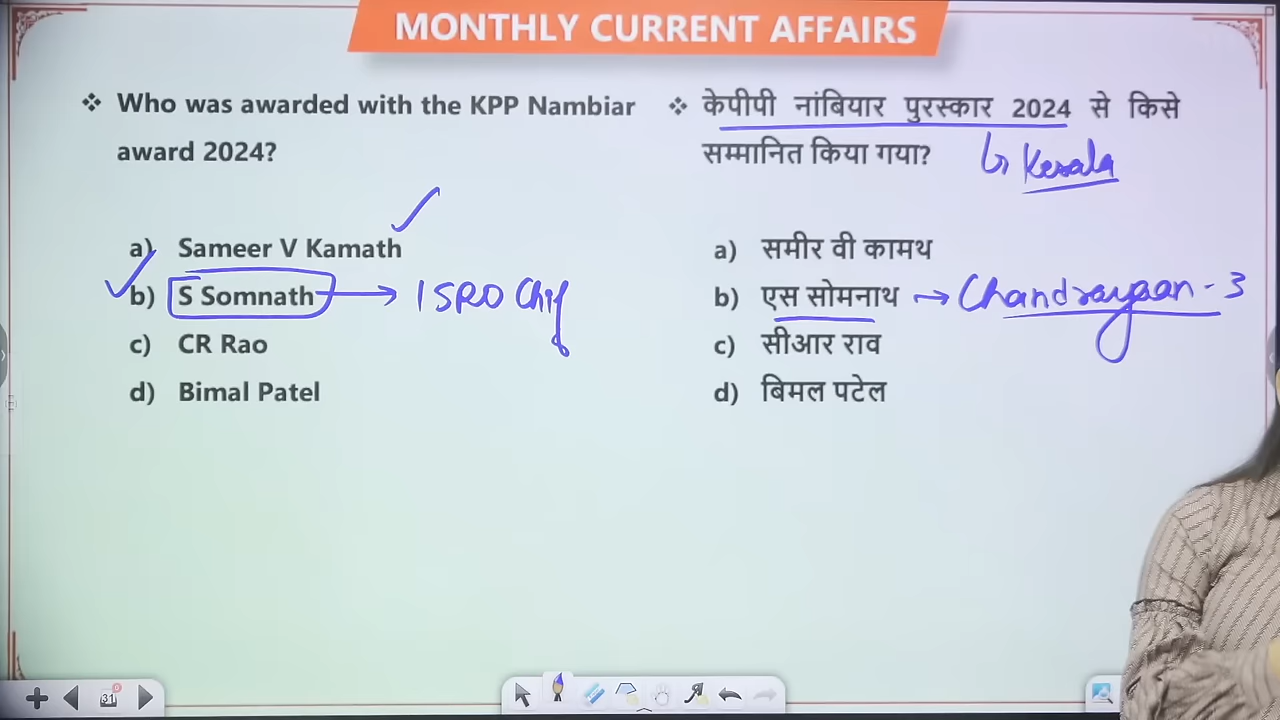 MONTHLY CURRENT AFFAIRS
❖ Who was awarded with the KPP Nambiar
award 2024?
a) Sameer V Kamath
b) S Somnath → ISRO Chief
c) CR Rao
d) Bimal Patel
❖ केपीपी नांबियार पुरस्कार 2024 से किसे
सम्मानित किया गया?
↳ Kerala
a) समीर वी कामथ
b) एस सोमनाथ → Chandrayaan-3
c) सीआर राव
d) बिमल पटेल
31